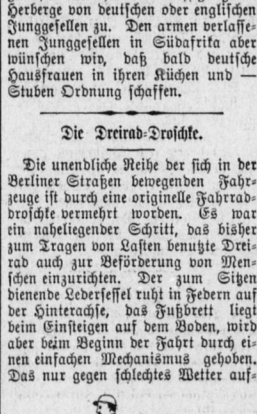 Herberge von deutschen oder englischen
Junggesellen zu. Den armen verlasse-
nen Junggesellen in Südafrika aber
wünschen wir, daß bald deutsche
Hausfrauen in ihren Küchen und —
Stuben Ordnung schaffen.
Die Dreirad-Droschke.
Die unendliche Reihe der sich in der
Berliner Straßen bewegenden Fahr-
zeuge ist durch eine originelle Fahrrad-
droschke vermehrt worden. Es war
ein naheliegender Schritt, das bisher
zum Tragen von Lasten benutzte Drei-
rad auch zur Beförderung von Men-
schen einzurichten. Der zum Sitzen
dienende Ledersessel ruht in Federn auf
der Hinterachse, das Fußbrett liegt
beim Einsteigen auf dem Boden, wird
aber beim Beginn der Fahrt durch ei-
nen einfachen Mechanismus gehoben.
Das nur gegen schlechtes Wetter auf-